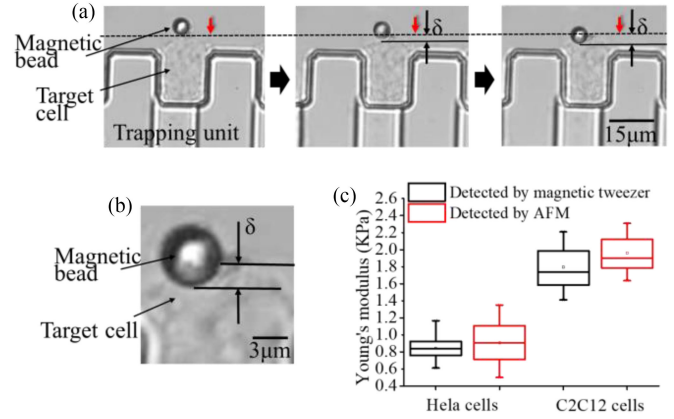 (a)
Magnetic
bead
Target
cell
Trapping unit
δ
δ
15μm
(b)
Magnetic
bead
Target cell
δ
3μm
(c)
Detected by magnetic tweezer
Detected by AFM
Young's modulus (KPa)
2.6
2.4
2.2
2.0
1.8
1.6
1.4
1.2
1.0
0.8
0.6
0.4
Hela cells
C2C12 cells